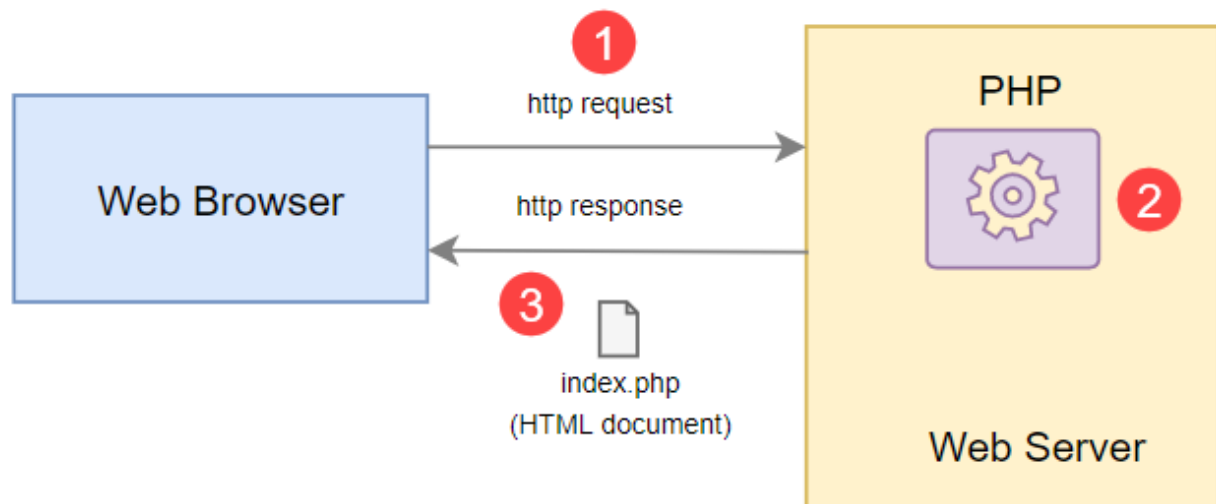 1
http request
PHP
Web Browser
http response
2
3
index.php
(HTML document)
Web Server